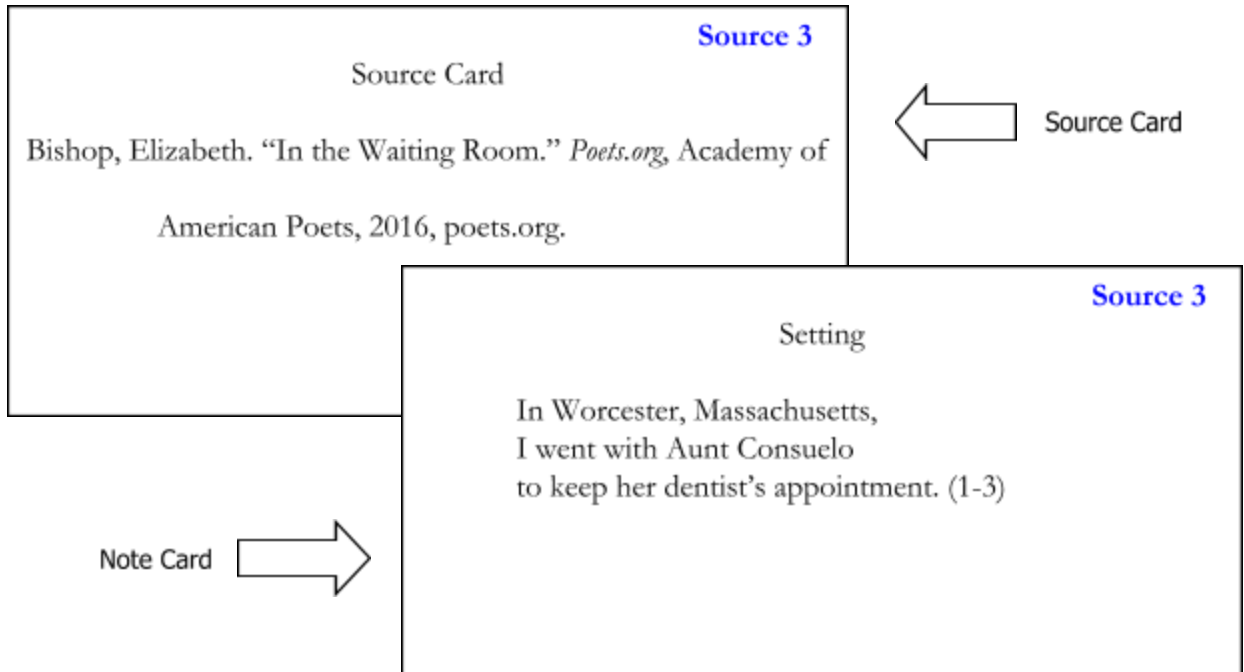 Source 3
Source Card
Bishop, Elizabeth. “In the Waiting Room.” Poets.org, Academy of
American Poets, 2016, poets.org.
Source Card
Source 3
Setting
In Worcester, Massachusetts,
I went with Aunt Consuelo
to keep her dentist’s appointment. (1-3)
Note Card